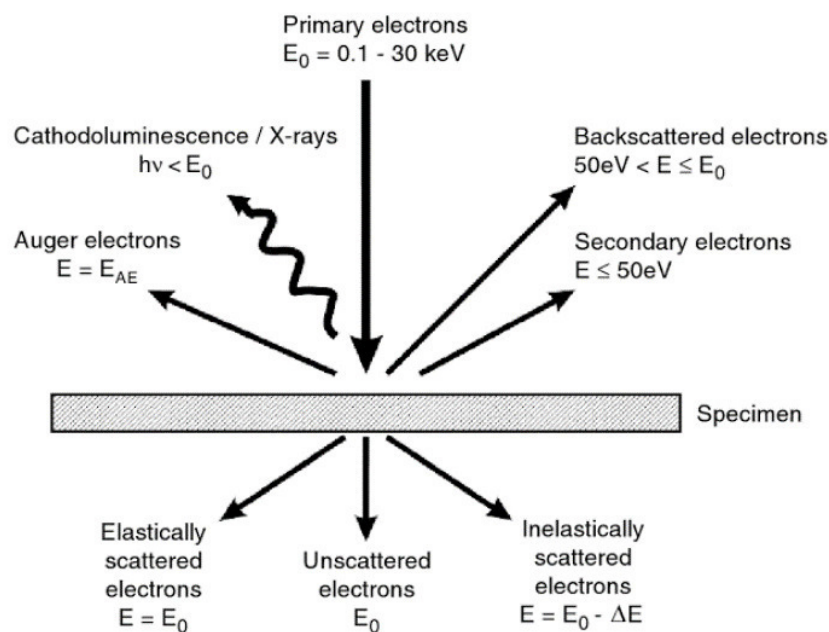 Primary electrons
E₀ = 0.1 - 30 keV
Cathodoluminescence / X-rays
hν < E₀
Backscattered electrons
50eV < E ≤ E₀
Auger electrons
E = E_AE
Secondary electrons
E ≤ 50eV
Specimen
Elastically
scattered
electrons
E = E₀
Unscattered
electrons
E₀
Inelastically
scattered
electrons
E = E₀ - ΔE